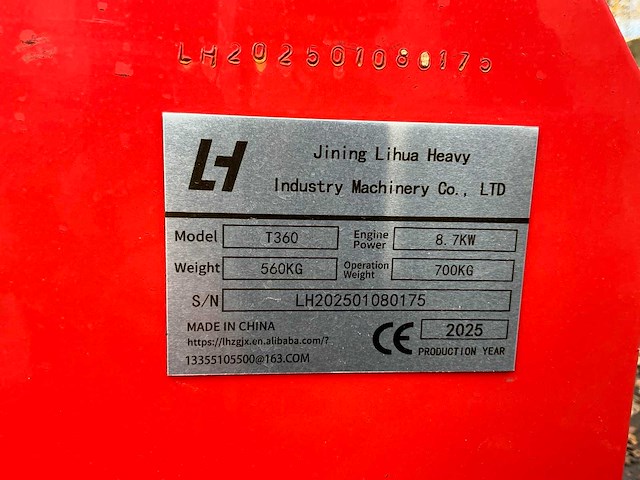 LH202501080175
LH
Jining Lihua Heavy
Industry Machinery Co., LTD
Model T360 Engine Power 8.7KW
Weight 560KG Operation Weight 700KG
S/N LH202501080175
MADE IN CHINA CE 2025
https://lhzgjx.en.alibaba.com/?
PRODUCTION YEAR
13355105500@163.COM